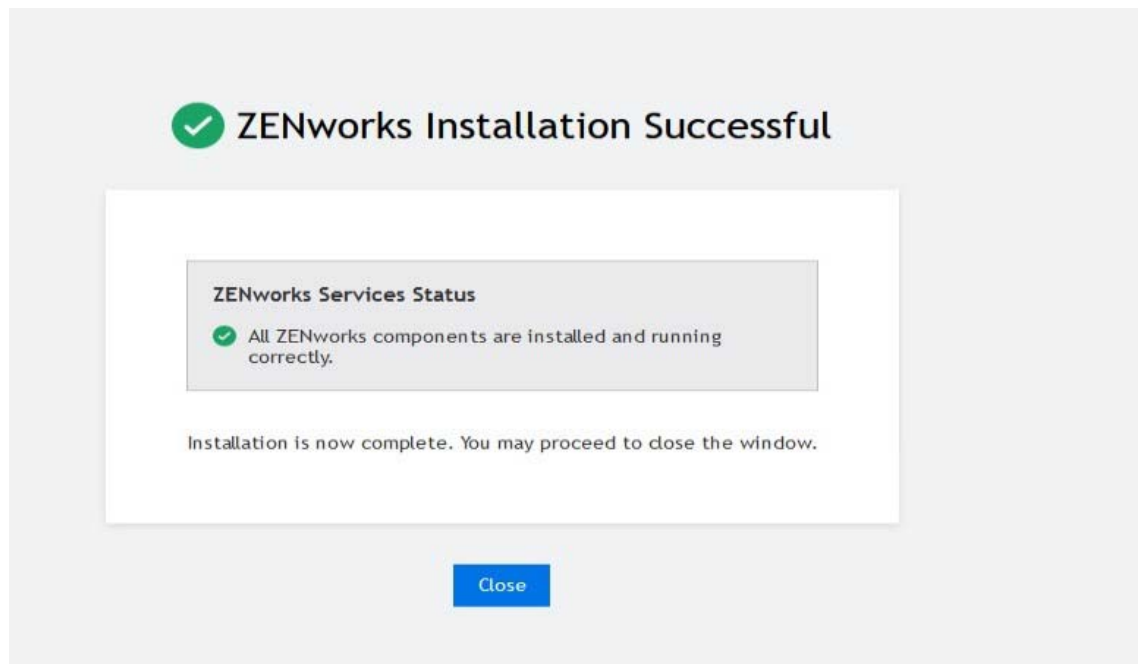 ZENworks Installation Successful
ZENworks Services Status
All ZENworks components are installed and running
correctly.
Installation is now complete. You may proceed to close the window.
Close